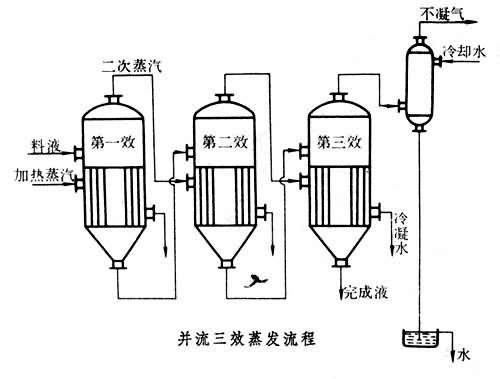 不凝气
冷却水
二次蒸汽
第一效
第二效
第三效
料液
加热蒸汽
冷凝水
完成液
并流三效蒸发流程
水